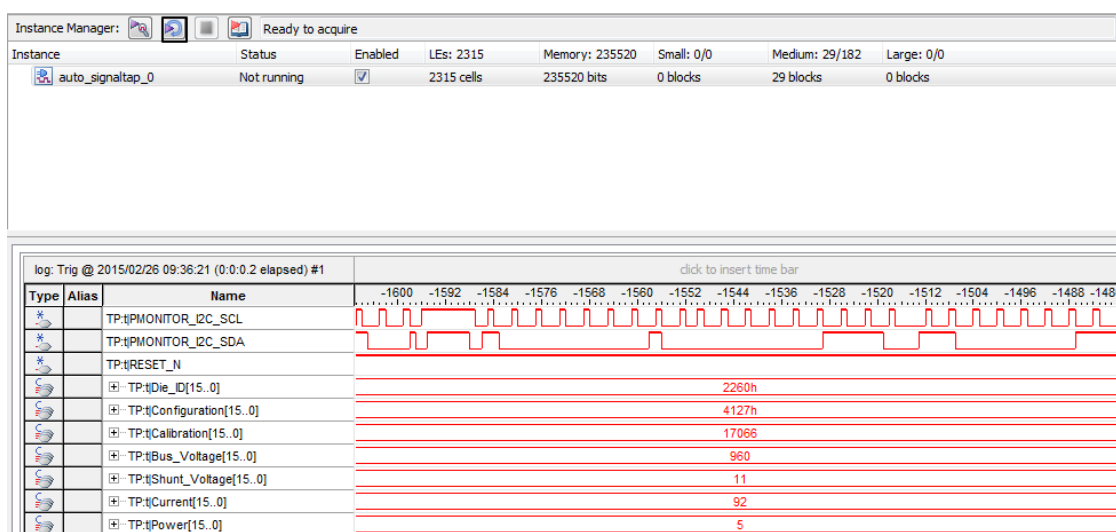 Instance Manager: Ready to acquire
Instance Status Enabled LEs: 2315 Memory: 235520 Small: 0/0 Medium: 29/182 Large: 0/0
auto_signaltap_0 Not running 2315 cells 235520 bits 0 blocks 29 blocks 0 blocks
log: Trig @ 2015/02/26 09:36:21 (0:0:0.2 elapsed) #1 click to insert time bar
Type Alias Name -1600 -1592 -1584 -1576 -1568 -1560 -1552 -1544 -1536 -1528 -1520 -1512 -1504 -1496 -1488 -148
TP:t|PMONITOR_I2C_SCL
TP:t|PMONITOR_I2C_SDA
TP:t|RESET_N
TP:t|Die_ID[15..0] 2260h
TP:t|Configuration[15..0] 4127h
TP:t|Calibration[15..0] 17066
TP:t|Bus_Voltage[15..0] 960
TP:t|Shunt_Voltage[15..0] 11
TP:t|Current[15..0] 92
TP:t|Power[15..0] 5